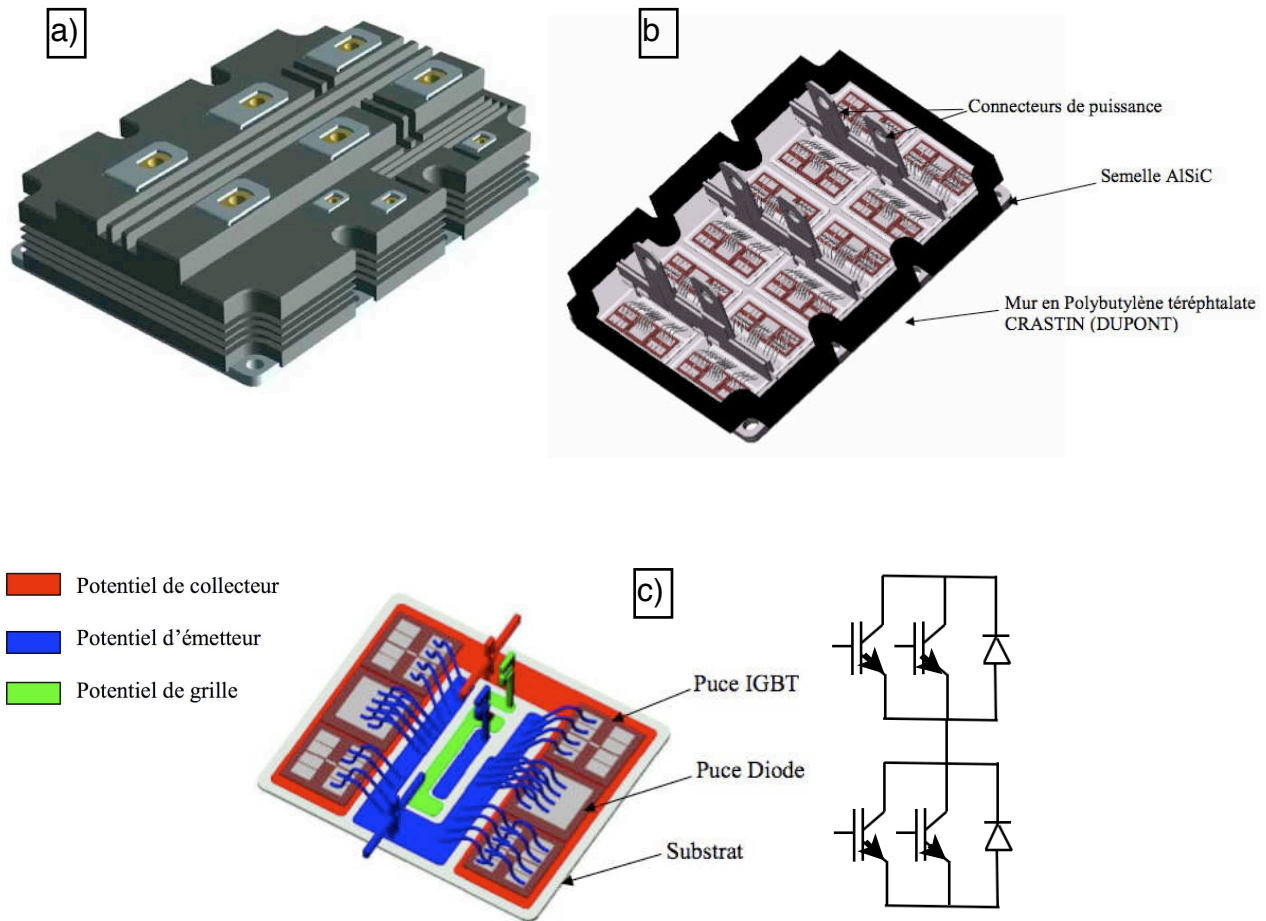 a)
b
Connecteurs de puissance
Semelle AlSiC
Mur en Polybutylène téréphtalate
CRASTIN (DUPONT)
c)
Potentiel de collecteur
Potentiel d'émetteur
Potentiel de grille
Puce IGBT
Puce Diode
Substrat